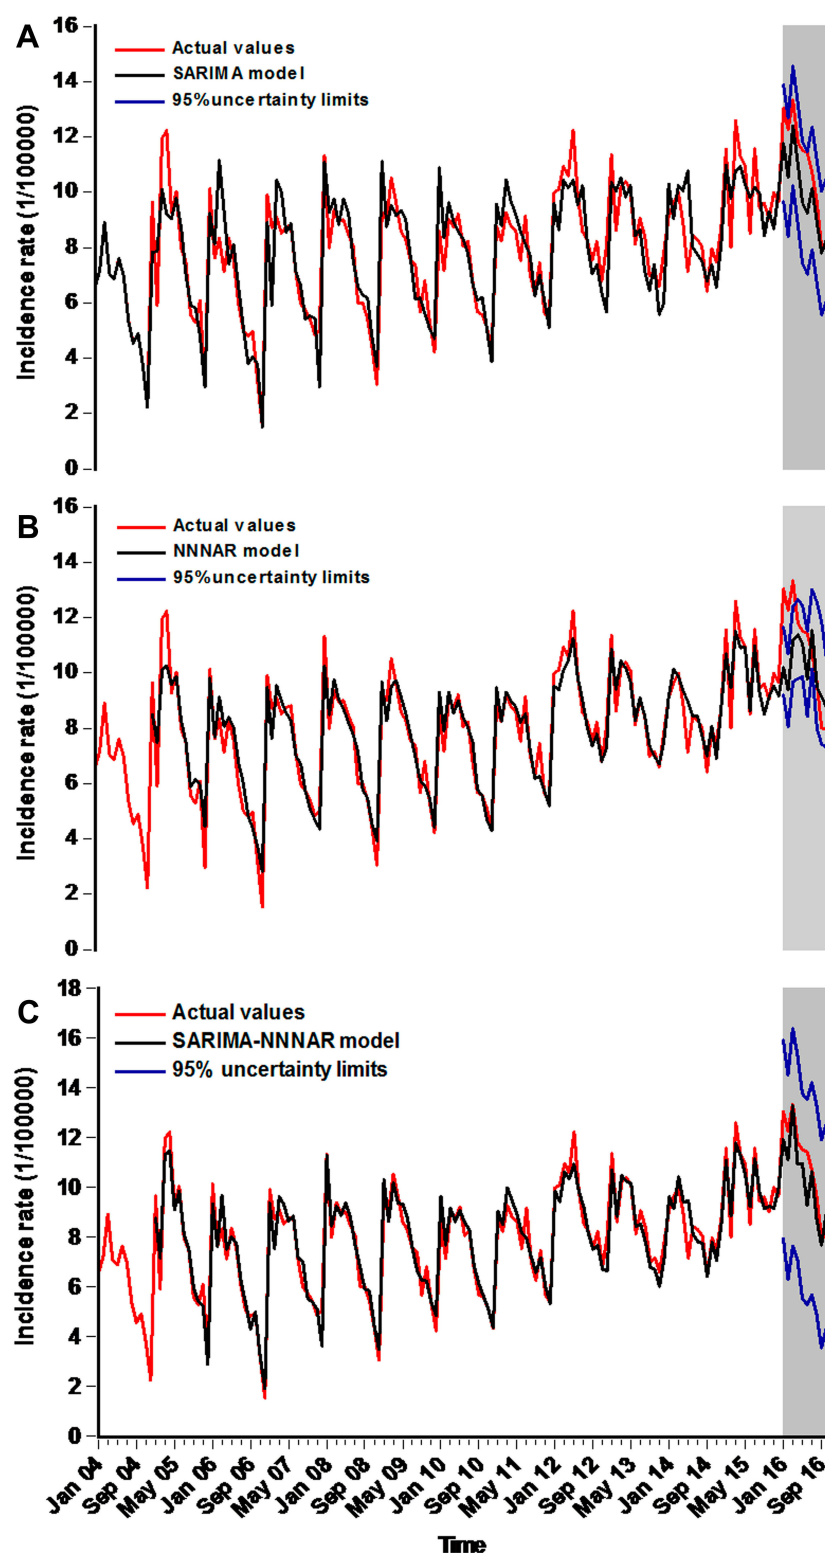 A
Incidence rate (1/100000)
16
14
12
10
8
6
4
2
0
Actual values
SARIMA model
95%uncertainty limits
B
Incidence rate (1/100000)
16
14
12
10
8
6
4
2
0
Actual values
NNNAR model
95%uncertainty limits
C
Incidence rate (1/100000)
18
16
14
12
10
8
6
4
2
0
Actual values
SARIMA-NNNAR model
95% uncertainty limits
Jan 04
Sep 04
May 05
Jan 06
Sep 06
May 07
Jan 08
Sep 08
May 09
Jan 10
Sep 10
May 11
Jan 12
Sep 12
May 13
Jan 14
Sep 14
May 15
Jan 16
Sep 16
Time